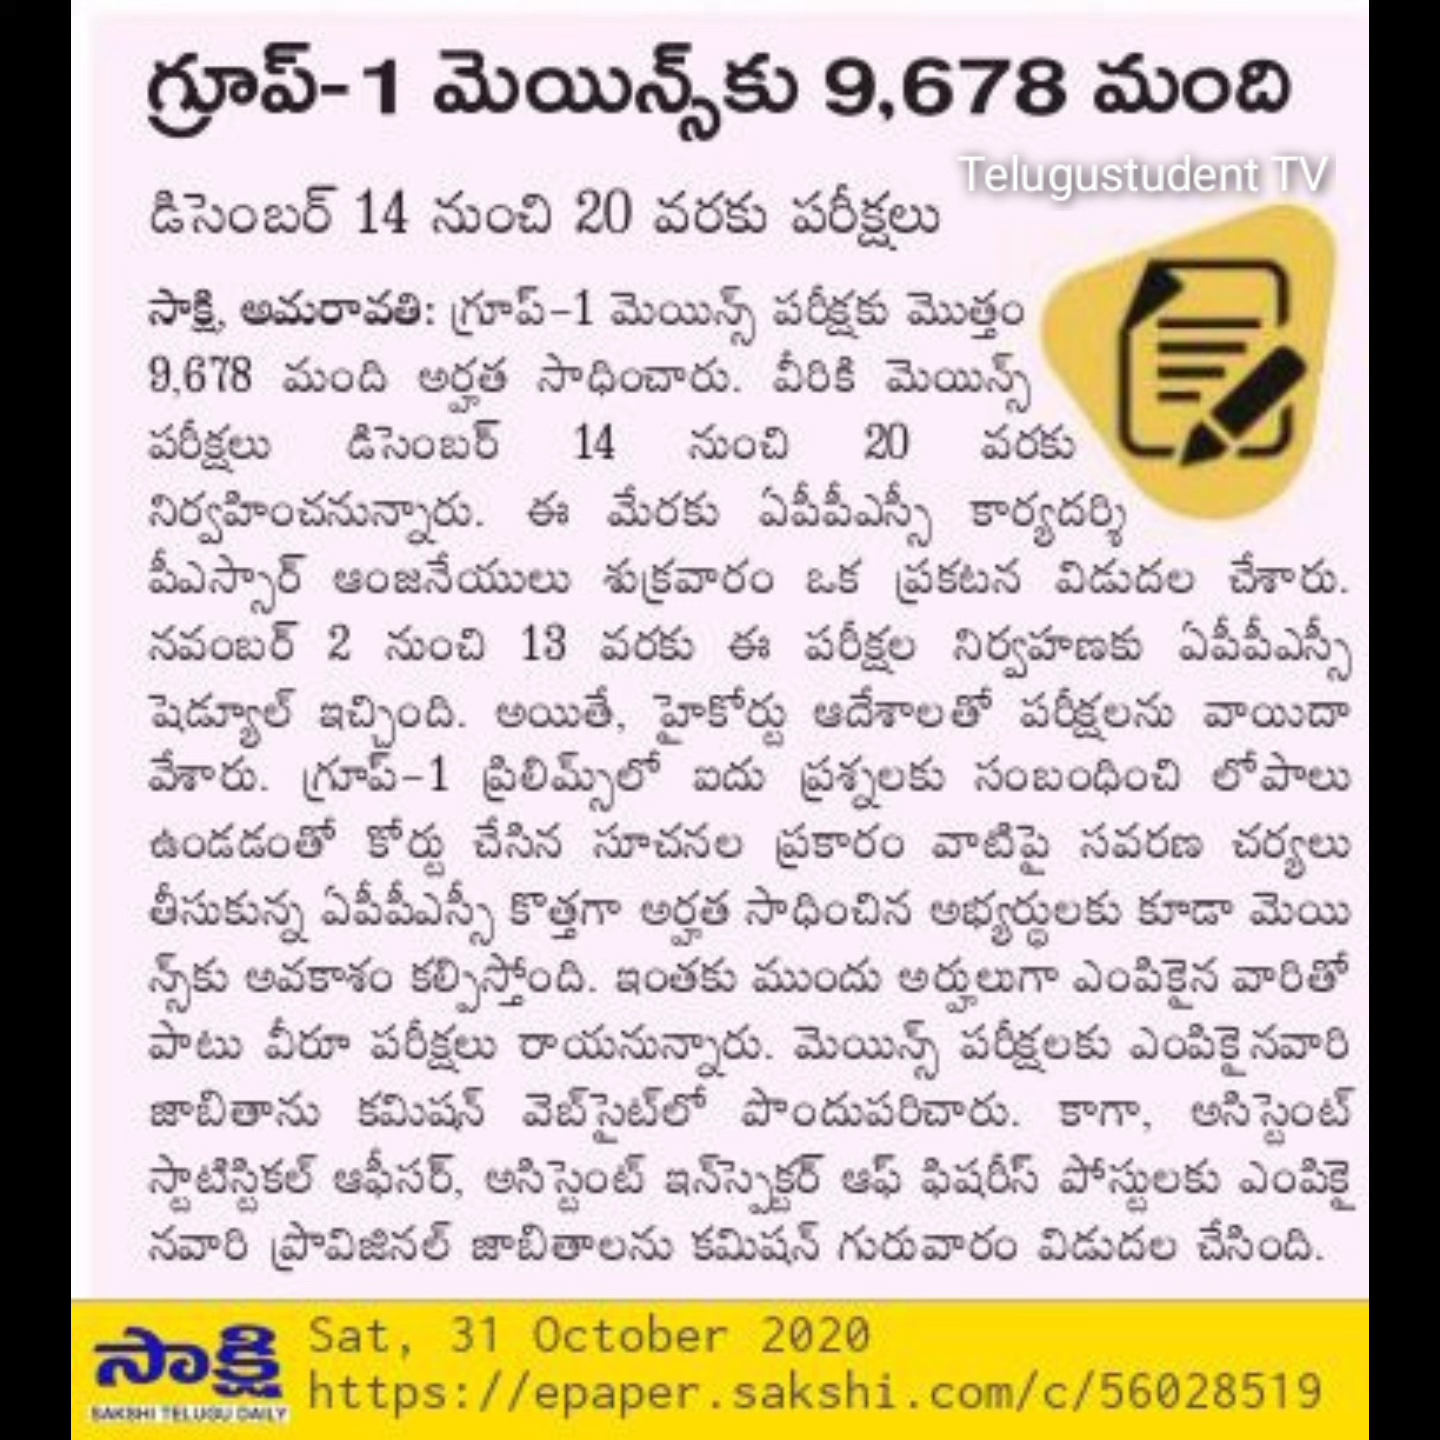 గ్రూప్-1 మెయిన్స్‌కు 9,678 మంది
Telugustudent TV
డిసెంబర్ 14 నుంచి 20 వరకు పరీక్షలు
సాక్షి, అమరావతి: గ్రూప్–1 మెయిన్స్ పరీక్షకు మొత్తం
9,678 మంది అర్హత సాధించారు. వీరికి మెయిన్స్
పరీక్షలు డిసెంబర్ 14 నుంచి 20 వరకు
నిర్వహించనున్నారు. ఈ మేరకు ఏపీపీఎస్సీ కార్యదర్శి
పీఎస్సార్ ఆంజనేయులు శుక్రవారం ఒక ప్రకటన విడుదల చేశారు.
నవంబర్ 2 నుంచి 13 వరకు ఈ పరీక్షల నిర్వహణకు ఏపీపీఎస్సీ
షెడ్యూల్ ఇచ్చింది. అయితే, హైకోర్టు ఆదేశాలతో పరీక్షలను వాయిదా
వేశారు. గ్రూప్–1 ప్రిలిమ్స్‌లో ఐదు ప్రశ్నలకు సంబంధించి లోపాలు
ఉండడంతో కోర్టు చేసిన సూచనల ప్రకారం వాటిపై సవరణ చర్యలు
తీసుకున్న ఏపీపీఎస్సీ కొత్తగా అర్హత సాధించిన అభ్యర్థులకు కూడా మెయి
న్స్‌కు అవకాశం కల్పిస్తోంది. ఇంతకు ముందు అర్హులుగా ఎంపికైన వారితో
పాటు వీరూ పరీక్షలు రాయనున్నారు. మెయిన్స్ పరీక్షలకు ఎంపికైనవారి
జాబితాను కమిషన్ వెబ్‌సైట్‌లో పొందుపరిచారు. కాగా, అసిస్టెంట్
స్టాటిస్టికల్ ఆఫీసర్, అసిస్టెంట్ ఇన్‌స్పెక్టర్ ఆఫ్ ఫిషరీస్ పోస్టులకు ఎంపికై
నవారి ప్రొవిజినల్ జాబితాలను కమిషన్ గురువారం విడుదల చేసింది.
సాక్షి
SAKSHI TELUGU DAILY
Sat, 31 October 2020
https://epaper.sakshi.com/c/56028519